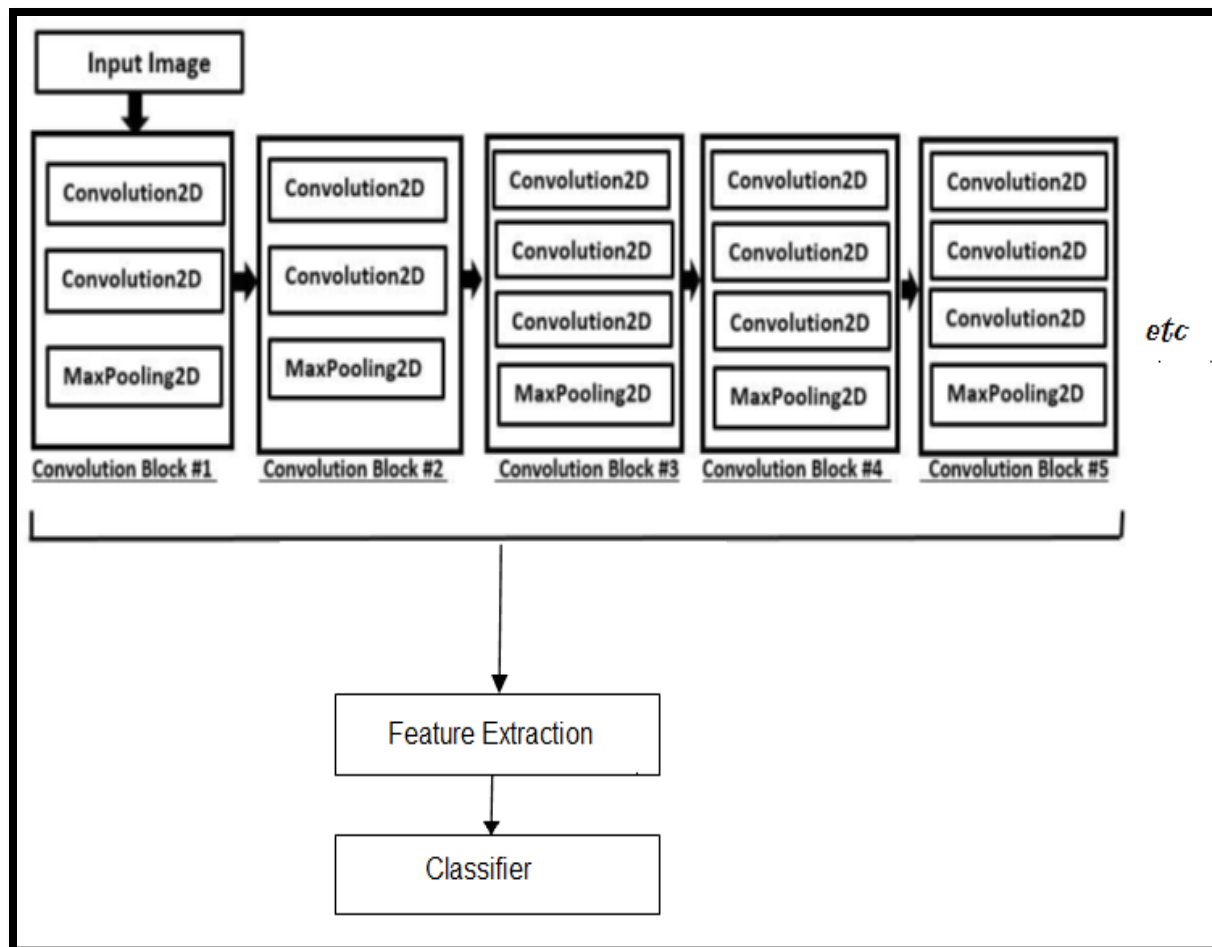 Input Image
Convolution2D
Convolution2D
MaxPooling2D
Convolution Block #1
Convolution2D
Convolution2D
MaxPooling2D
Convolution Block #2
Convolution2D
Convolution2D
Convolution2D
MaxPooling2D
Convolution Block #3
Convolution2D
Convolution2D
Convolution2D
MaxPooling2D
Convolution Block #4
Convolution2D
Convolution2D
Convolution2D
MaxPooling2D
Convolution Block #5
etc
Feature Extraction
Classifier